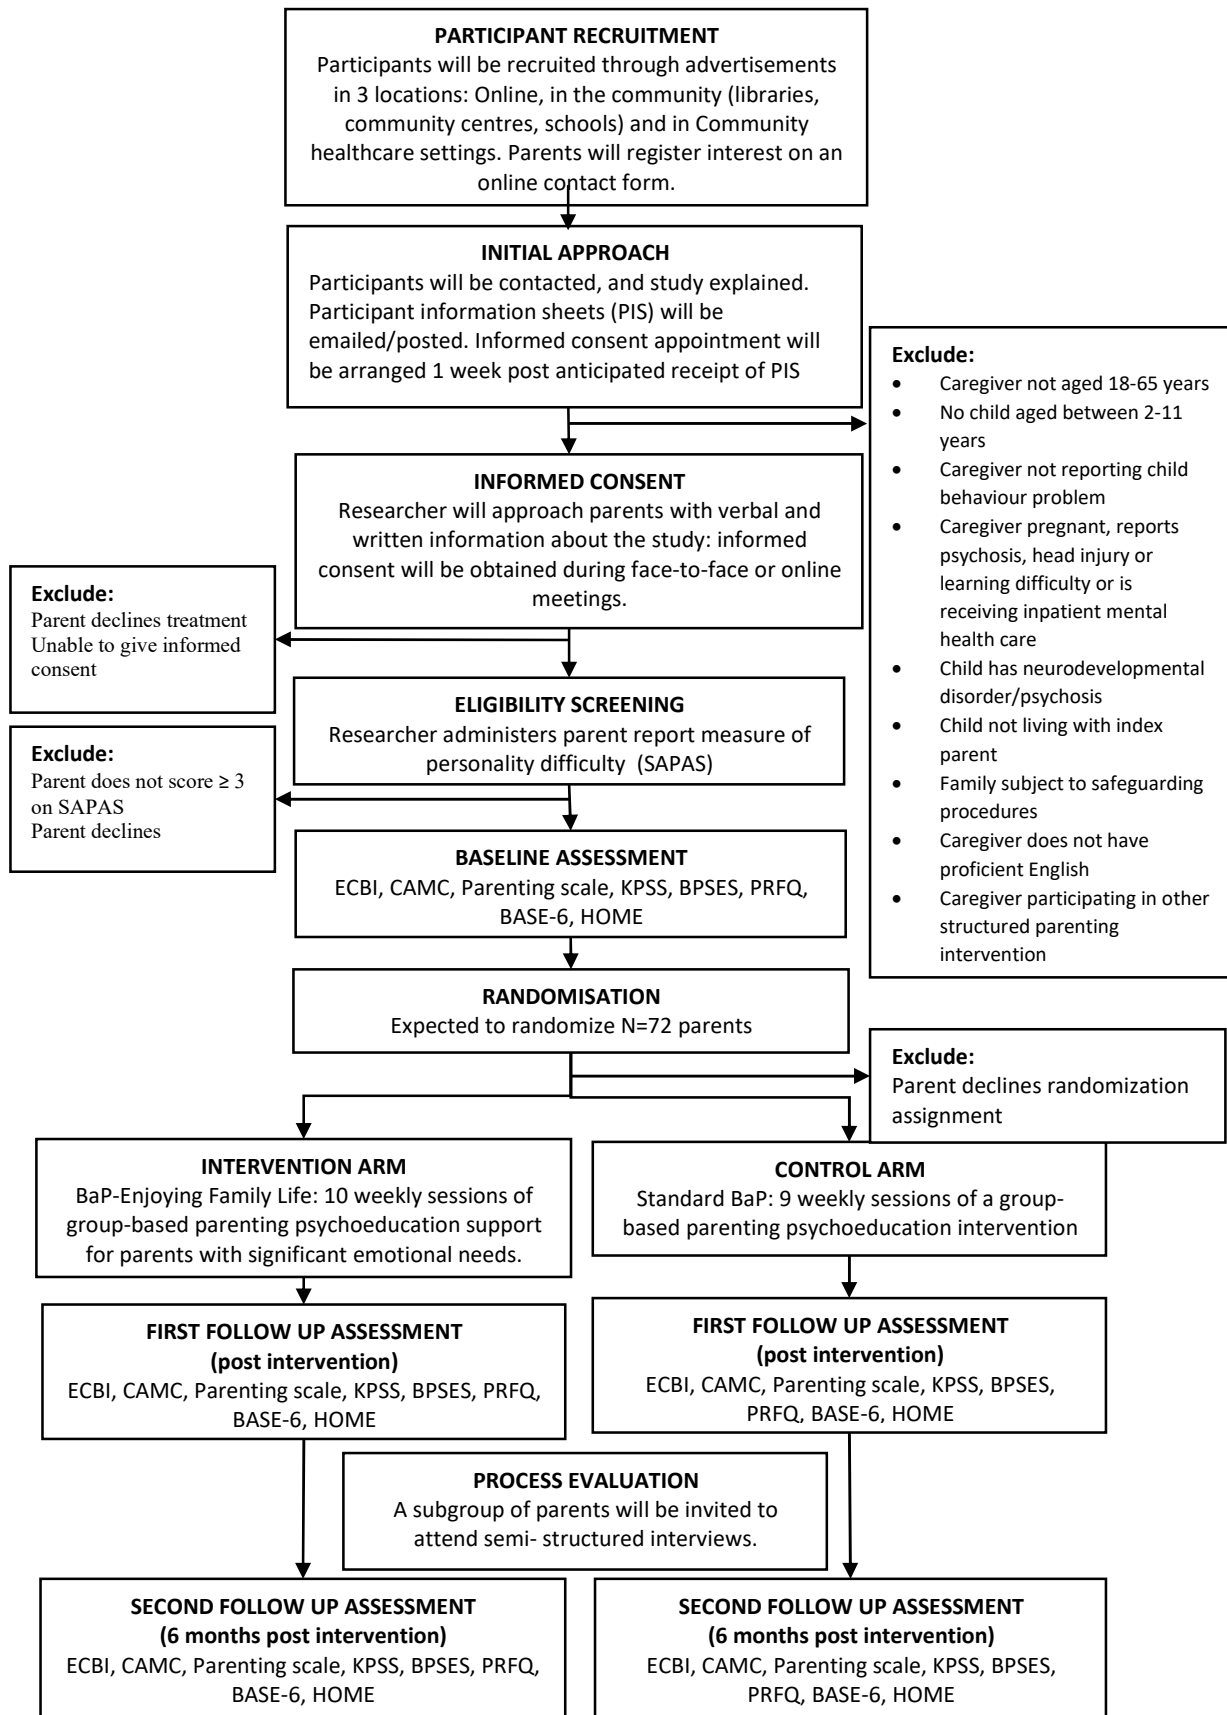 PARTICIPANT RECRUITMENT
Participants will be recruited through advertisements
in 3 locations: Online, in the community (libraries,
community centres, schools) and in Community
healthcare settings. Parents will register interest on an
online contact form.
INITIAL APPROACH
Participants will be contacted, and study explained.
Participant information sheets (PIS) will be
emailed/posted. Informed consent appointment will
be arranged 1 week post anticipated receipt of PIS
Exclude:
• Caregiver not aged 18-65 years
• No child aged between 2-11
years
• Caregiver not reporting child
behaviour problem
• Caregiver pregnant, reports
psychosis, head injury or
learning difficulty or is
receiving inpatient mental
health care
• Child has neurodevelopmental
disorder/psychosis
• Child not living with index
parent
• Family subject to safeguarding
procedures
• Caregiver does not have
proficient English
• Caregiver participating in other
structured parenting
intervention
INFORMED CONSENT
Researcher will approach parents with verbal and
written information about the study: informed
consent will be obtained during face-to-face or online
meetings.
Exclude:
Parent declines treatment
Unable to give informed
consent
ELIGIBILITY SCREENING
Researcher administers parent report measure of
personality difficulty (SAPAS)
Exclude:
Parent does not score ≥ 3
on SAPAS
Parent declines
BASELINE ASSESSMENT
ECBI, CAMC, Parenting scale, KPSS, BPSES, PRFQ,
BASE-6, HOME
RANDOMISATION
Expected to randomize N=72 parents
Exclude:
Parent declines randomization
assignment
INTERVENTION ARM
BaP-Enjoying Family Life: 10 weekly sessions of
group-based parenting psychoeducation support
for parents with significant emotional needs.
CONTROL ARM
Standard BaP: 9 weekly sessions of a group-
based parenting psychoeducation intervention
FIRST FOLLOW UP ASSESSMENT
(post intervention)
ECBI, CAMC, Parenting scale, KPSS, BPSES, PRFQ,
BASE-6, HOME
FIRST FOLLOW UP ASSESSMENT
(post intervention)
ECBI, CAMC, Parenting scale, KPSS, BPSES,
PRFQ, BASE-6, HOME
PROCESS EVALUATION
A subgroup of parents will be invited to
attend semi- structured interviews.
SECOND FOLLOW UP ASSESSMENT
(6 months post intervention)
ECBI, CAMC, Parenting scale, KPSS, BPSES, PRFQ,
BASE-6, HOME
SECOND FOLLOW UP ASSESSMENT
(6 months post intervention)
ECBI, CAMC, Parenting scale, KPSS, BPSES,
PRFQ, BASE-6, HOME